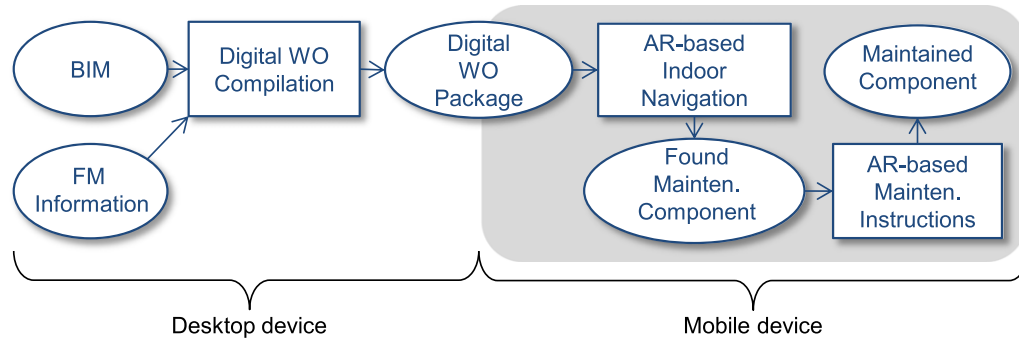 BIM
Digital WO
Compilation
Digital
WO
Package
AR-based
Indoor
Navigation
Maintained
Component
FM
Information
Found
Mainten.
Component
AR-based
Mainten.
Instructions
Desktop device
Mobile device